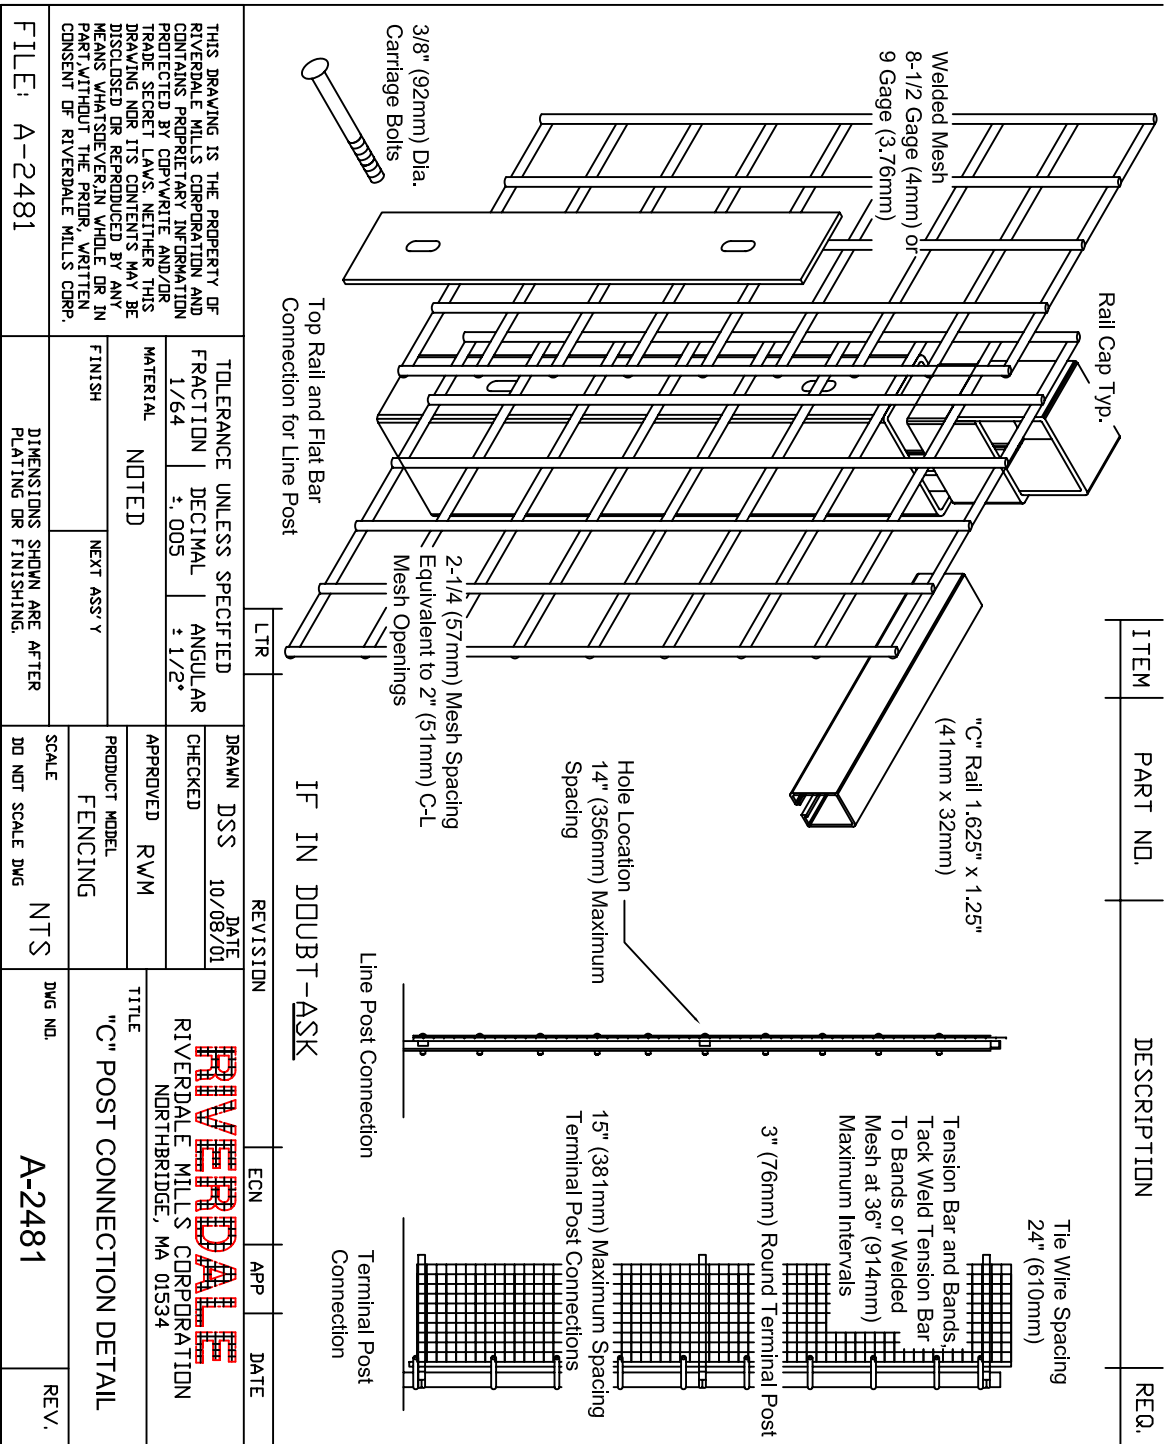 ITEM
PART NO.
DESCRIPTION
REQ.
Rail Cap Typ.
Welded Mesh
8-1/2 Gage (4mm) or
9 Gage (3.76mm)
3/8" (92mm) Dia.
Carriage Bolts
Top Rail and Flat Bar
Connection for Line Post
2-1/4 (57mm) Mesh Spacing
Equivalent to 2" (51mm) C-L
Mesh Openings
"C" Rail 1.625" x 1.25"
(41mm x 32mm)
Hole Location
14" (356mm) Maximum
Spacing
Line Post Connection
Tie Wire Spacing
24" (610mm)
Tension Bar and Bands,
Tack Weld Tension Bar
To Bands or Welded
Mesh at 36" (914mm)
Maximum Intervals
3" (76mm) Round Terminal Post
15" (381mm) Maximum Spacing
Terminal Post Connections
Terminal Post
Connection
IF IN DOUBT-ASK
LTR
REVISION
ECN
APP
DATE
THIS DRAWING IS THE PROPERTY OF
RIVERDALE MILLS CORPORATION AND
CONTAINS PROPRIETARY INFORMATION
PROTECTED BY COPYWRITE AND/OR
TRADE SECRET LAWS. NEITHER THIS
DRAWING NOR ITS CONTENTS MAY BE
DISCLOSED OR REPRODUCED BY ANY
MEANS WHATSOEVER,IN WHOLE OR IN
PART,WITHOUT THE PRIOR, WRITTEN
CONSENT OF RIVERDALE MILLS CORP.
FILE: A-2481
TOLERANCE UNLESS SPECIFIED
FRACTION DECIMAL ANGULAR
1/64 ±.005 ± 1/2°
MATERIAL
NOTED
FINISH
NEXT ASS'Y
DIMENSIONS SHOWN ARE AFTER
PLATING OR FINISHING.
DRAWN DSS
DATE
10/08/01
CHECKED
APPROVED RWM
PRODUCT MODEL
FENCING
SCALE
NTS
DO NOT SCALE DWG
RIVERDALE
RIVERDALE MILLS CORPORATION
NORTHBRIDGE, MA 01534
TITLE
"C" POST CONNECTION DETAIL
DWG NO.
A-2481
REV.